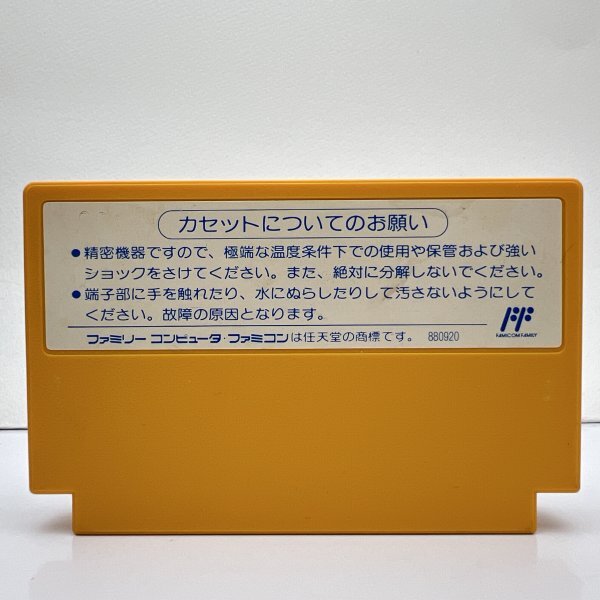 カセットについてのお願い
●精密機器ですので、極端な温度条件下での使用や保管および強い
ショックをさけてください。また、絶対に分解しないでください。
●端子部に手を触れたり、水にぬらしたりして汚さないようにして
ください。故障の原因となります。
ファミリー コンピュータ・ファミコンは任天堂の商標です。 880920
FAMICOM FAMILY